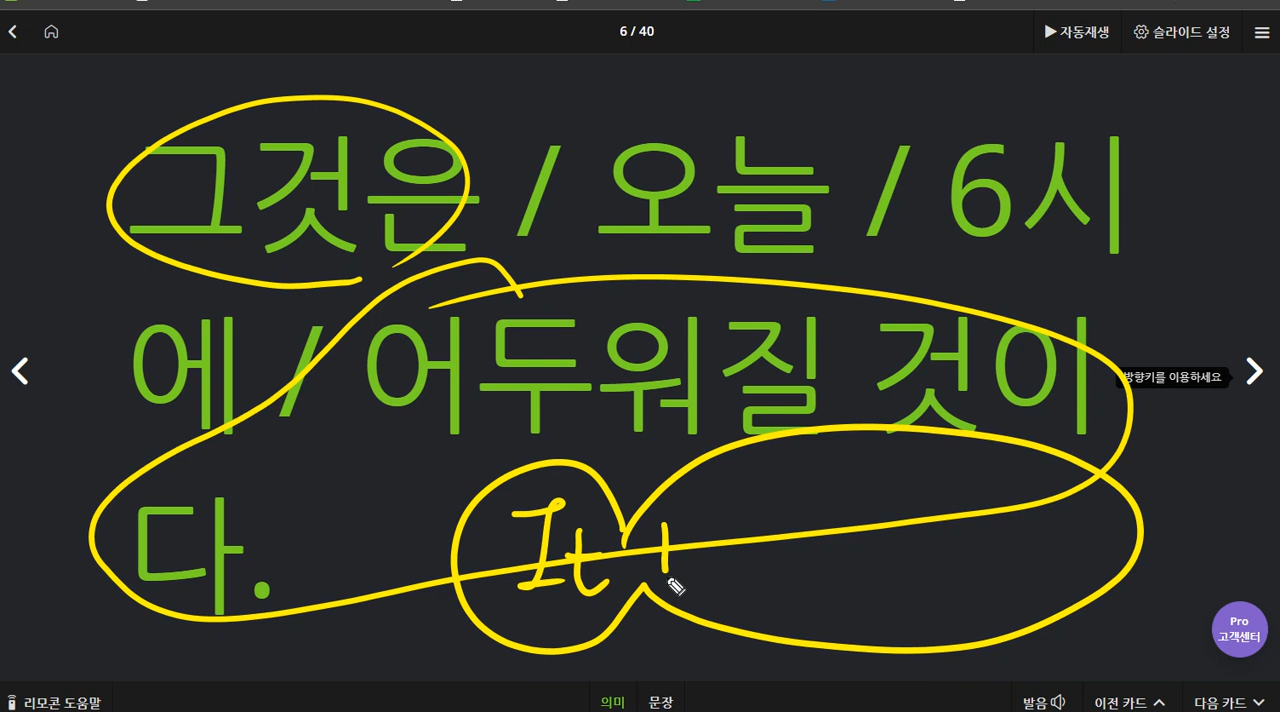 6 / 40
자동재생
슬라이드 설정
그것은 / 오늘 / 6시
에 / 어두워질 것이
다.
방향키를 이용하세요
It
Pro
고객센터
리모콘 도움말
의미
문장
발음
이전 카드
다음 카드